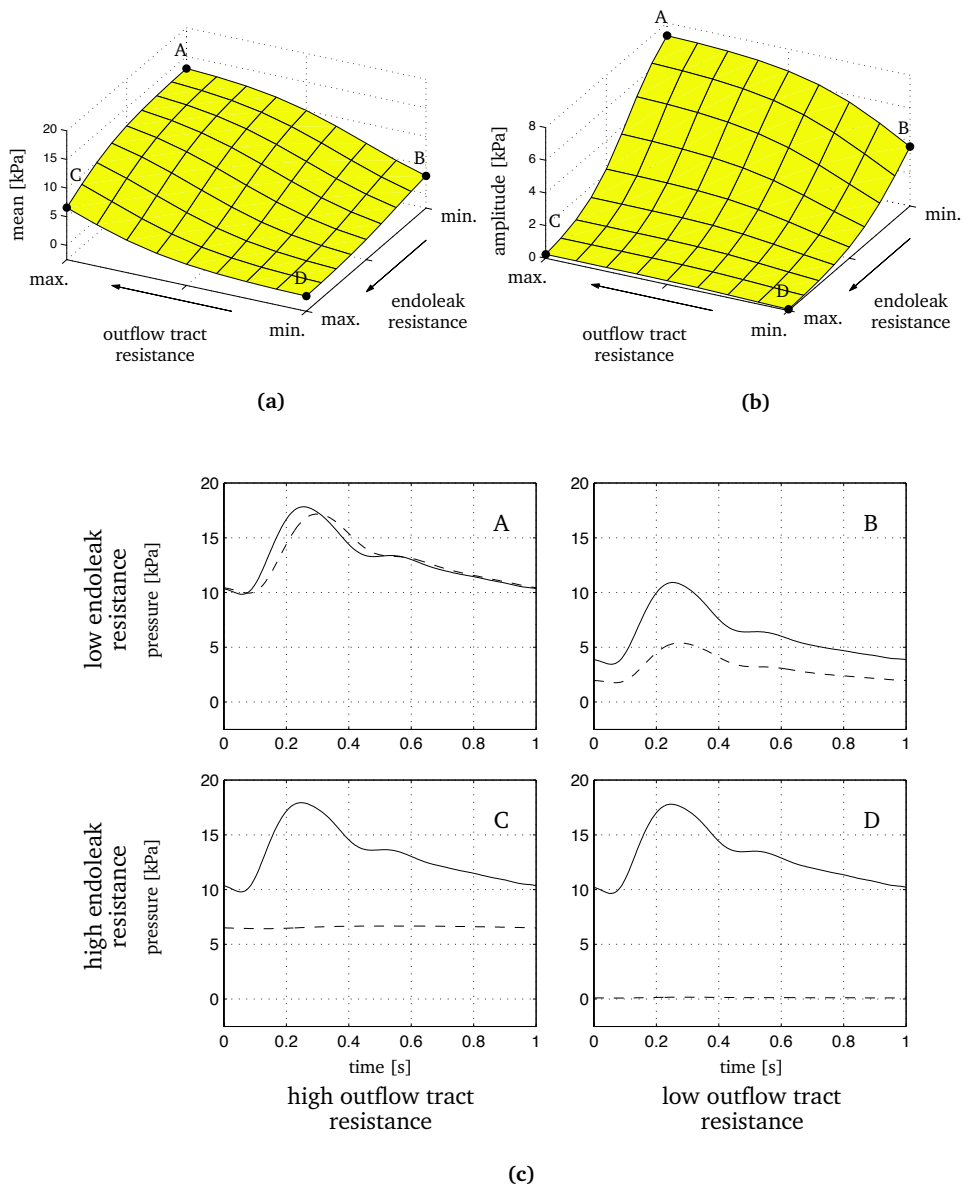 A
20
15
10
5
0
mean [kPa]
C
B
D
max.
min.
max.
min.
outflow tract
resistance
endoleak
resistance
(a)
A
8
6
4
2
0
amplitude [kPa]
C
B
D
max.
min.
max.
min.
outflow tract
resistance
endoleak
resistance
(b)
low endoleak
resistance
pressure [kPa]
20
15
10
5
0
A
0 0.2 0.4 0.6 0.8 1
20
15
10
5
0
B
0 0.2 0.4 0.6 0.8 1
high endoleak
resistance
pressure [kPa]
20
15
10
5
0
C
0 0.2 0.4 0.6 0.8 1
time [s]
high outflow tract
resistance
20
15
10
5
0
D
0 0.2 0.4 0.6 0.8 1
time [s]
low outflow tract
resistance
(c)